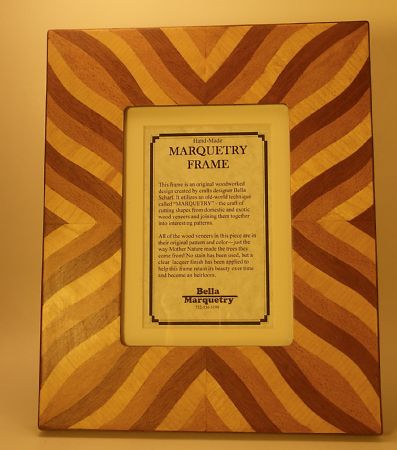 Hand-Made
MARQUETRY
FRAME
This frame is an original woodworked
design created by crafts designer Bella
Scharf. It utilizes an old-world technique
called "MARQUETRY" - the craft of
cutting shapes from domestic and exotic
wood veneers and joining them together
into interesting patterns.
All of the wood veneers in this piece are in
their original pattern and color—just the
way Mother Nature made the trees they
come from! No stain has been used, but a
clear lacquer finish has been applied to
help this frame retain its beauty over time
and become an heirloom.
Bella
Marquetry